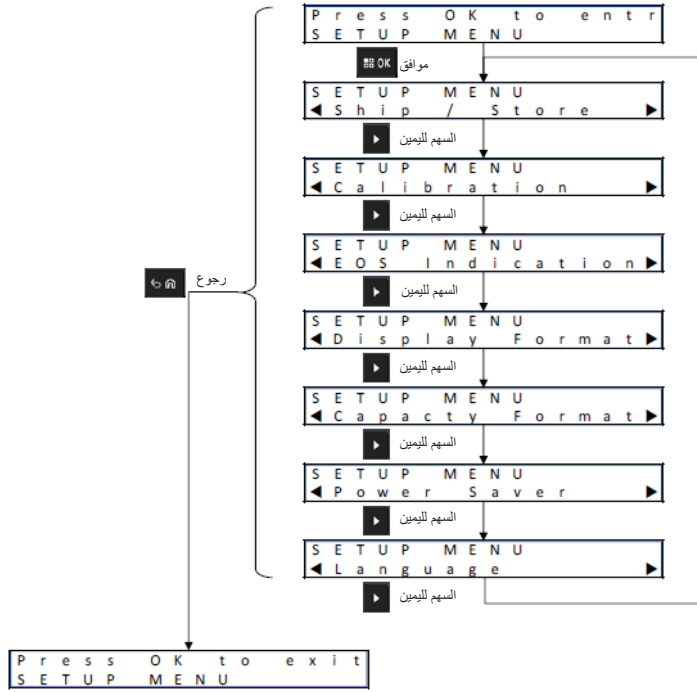 Press OK to entr
SETUP MENU
OK موافق
SETUP MENU
◀Ship / Store▶
السهم لليمين
SETUP MENU
◀Calibration▶
السهم لليمين
SETUP MENU
◀EOS Indication▶
رجوع
السهم لليمين
SETUP MENU
◀Display Format▶
السهم لليمين
SETUP MENU
◀Capacty Format▶
السهم لليمين
SETUP MENU
◀Power Saver▶
السهم لليمين
SETUP MENU
◀Language▶
السهم لليمين
Press OK to exit
SETUP MENU